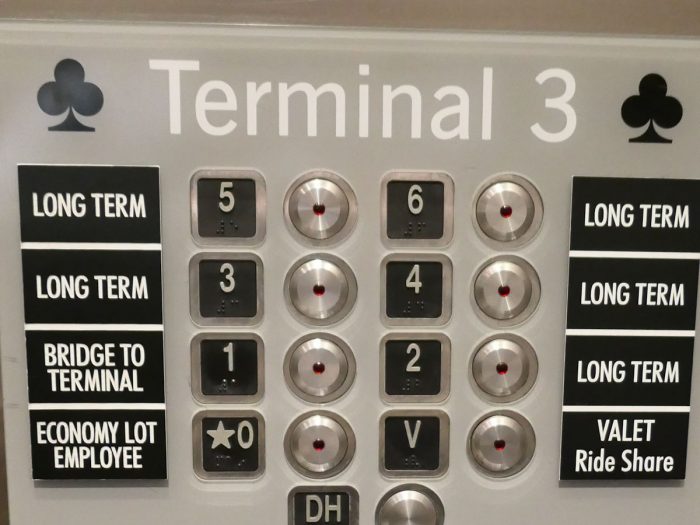 Terminal 3
LONG TERM 5 6 LONG TERM
LONG TERM 3 4 LONG TERM
BRIDGE TO
TERMINAL 1 2 LONG TERM
ECONOMY LOT
EMPLOYEE ★0 V VALET
Ride Share
DH